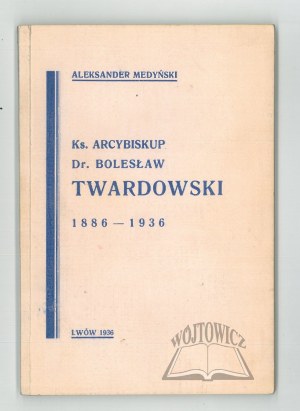 ALEKSANDER MEDYŃSKI
Ks. ARCYBISKUP
Dr. BOLESŁAW
TWARDOWSKI
1886 — 1936
LWÓW 1936
WÓJTOWICZ